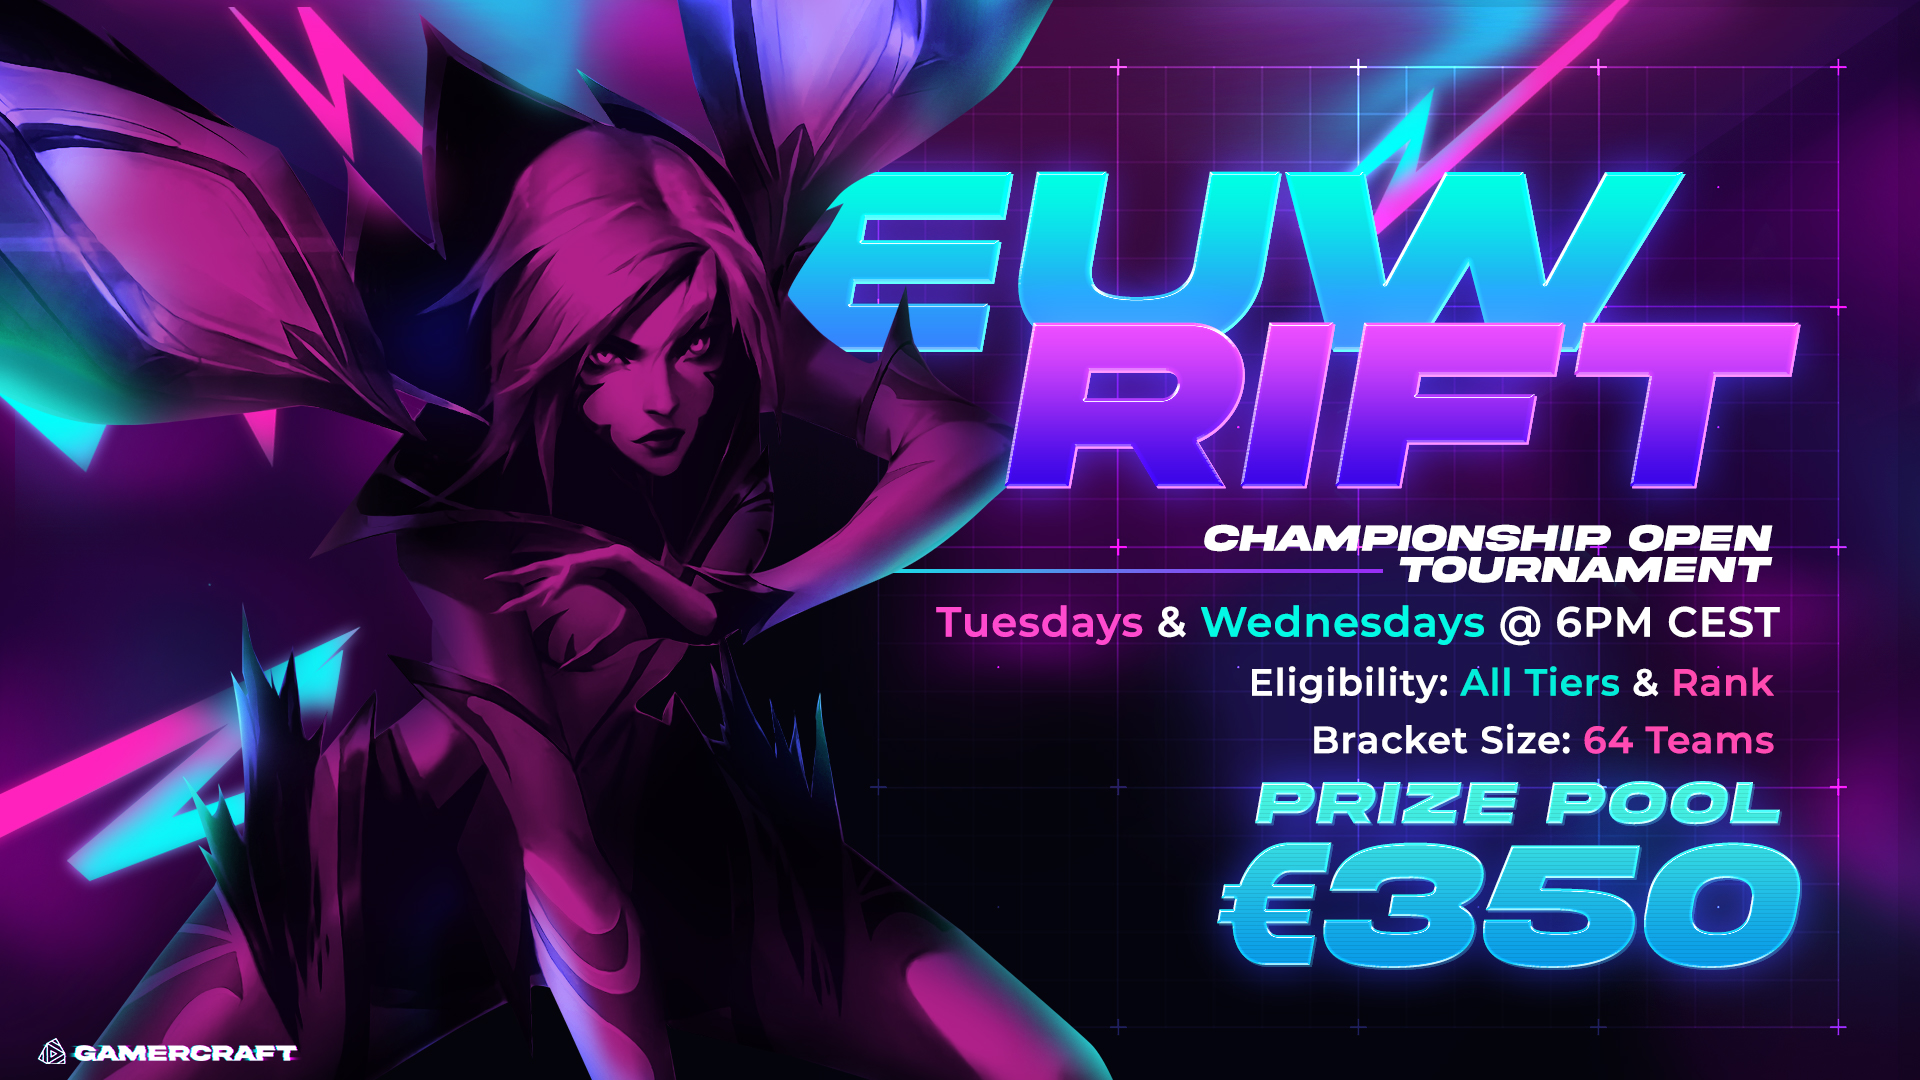 EUW
RIFT
CHAMPIONSHIP OPEN
TOURNAMENT
Tuesdays & Wednesdays @ 6PM CEST
Eligibility: All Tiers & Rank
Bracket Size: 64 Teams
PRIZE POOL
€350
GAMERCRAFT